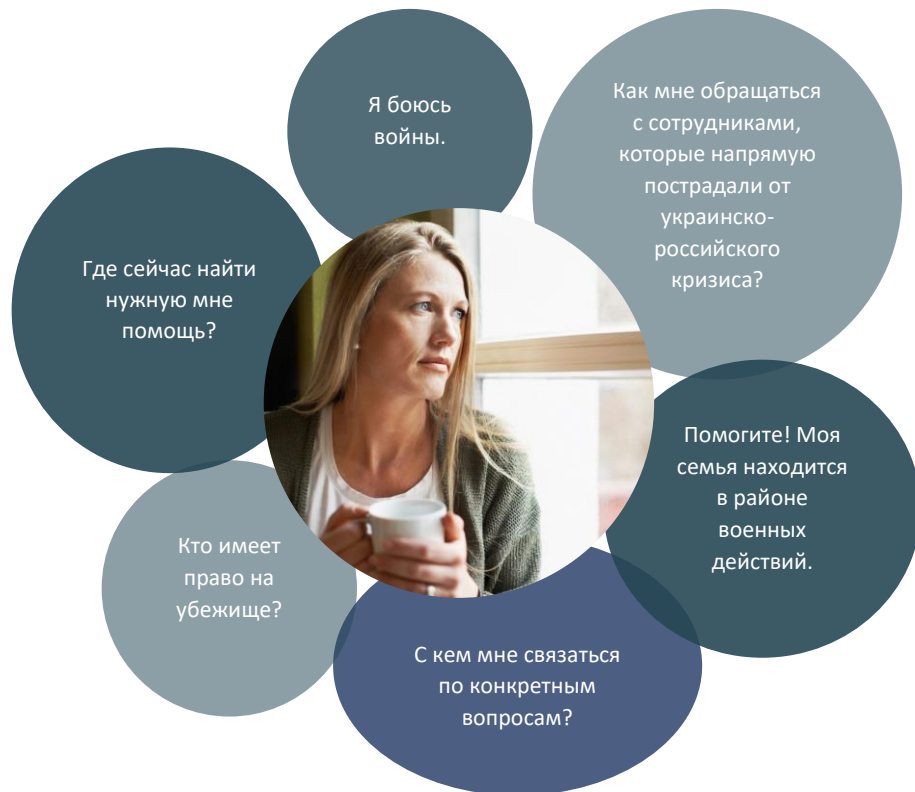 Я боюсь
войны.
Как мне обращаться
с сотрудниками,
которые напрямую
пострадали от
украинско-
российского
кризиса?
Где сейчас найти
нужную мне
помощь?
Помогите! Моя
семья находится
в районе
военных
действий.
Кто имеет
право на
убежище?
С кем мне связаться
по конкретным
вопросам?